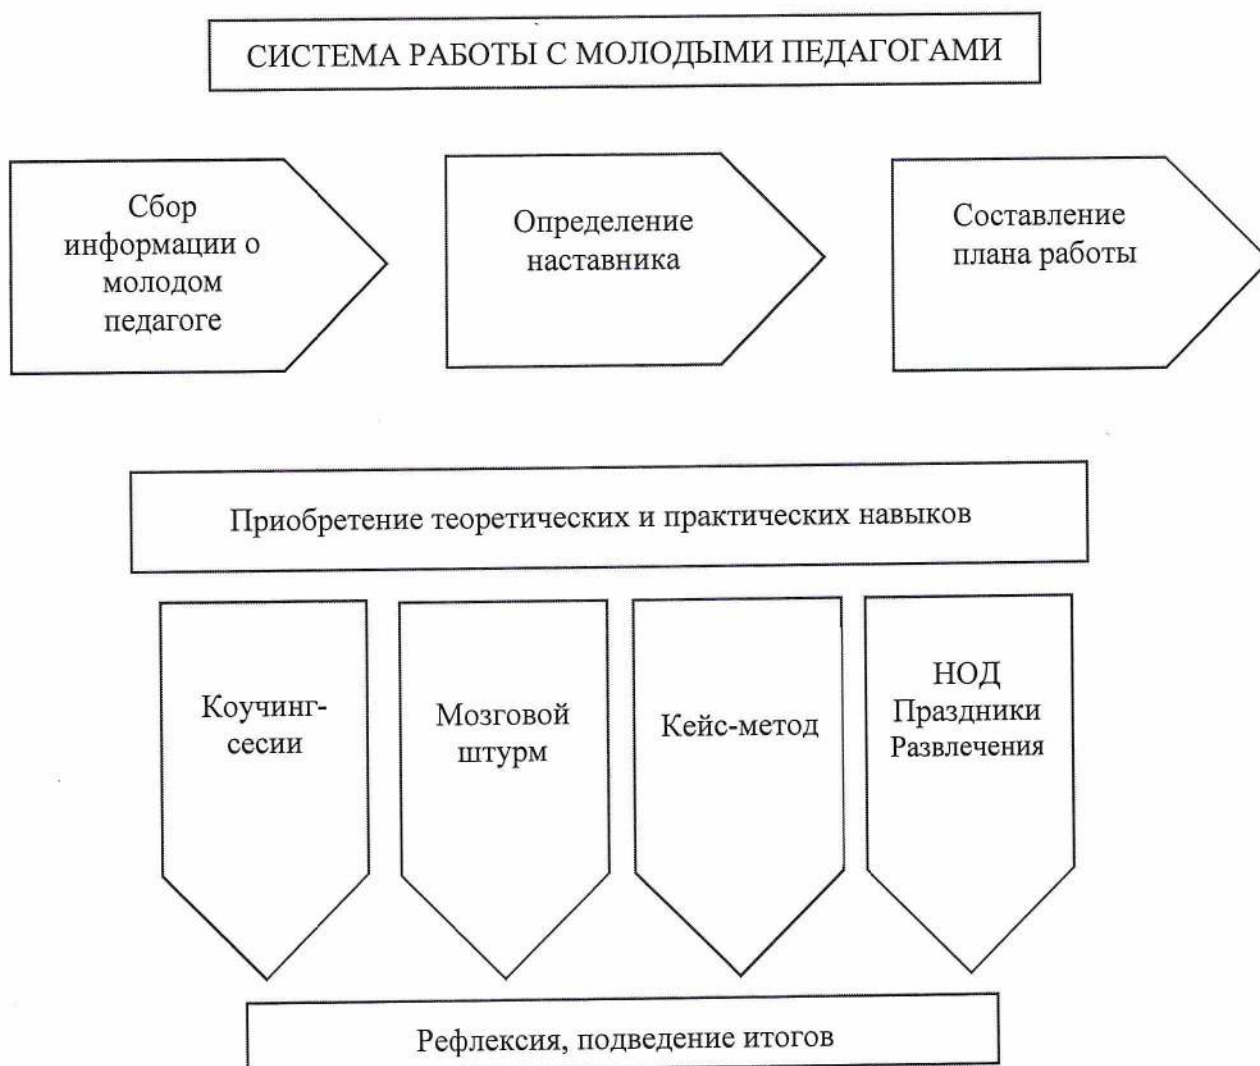 СИСТЕМА РАБОТЫ С МОЛОДЫМИ ПЕДАГОГАМИ
Сбор
информации о
молодом
педагоге
Определение
наставника
Составление
плана работы
Приобретение теоретических и практических навыков
Коучинг-
сесии
Мозговой
штурм
Кейс-метод
НОД
Праздники
Развлечения
Рефлексия, подведение итогов